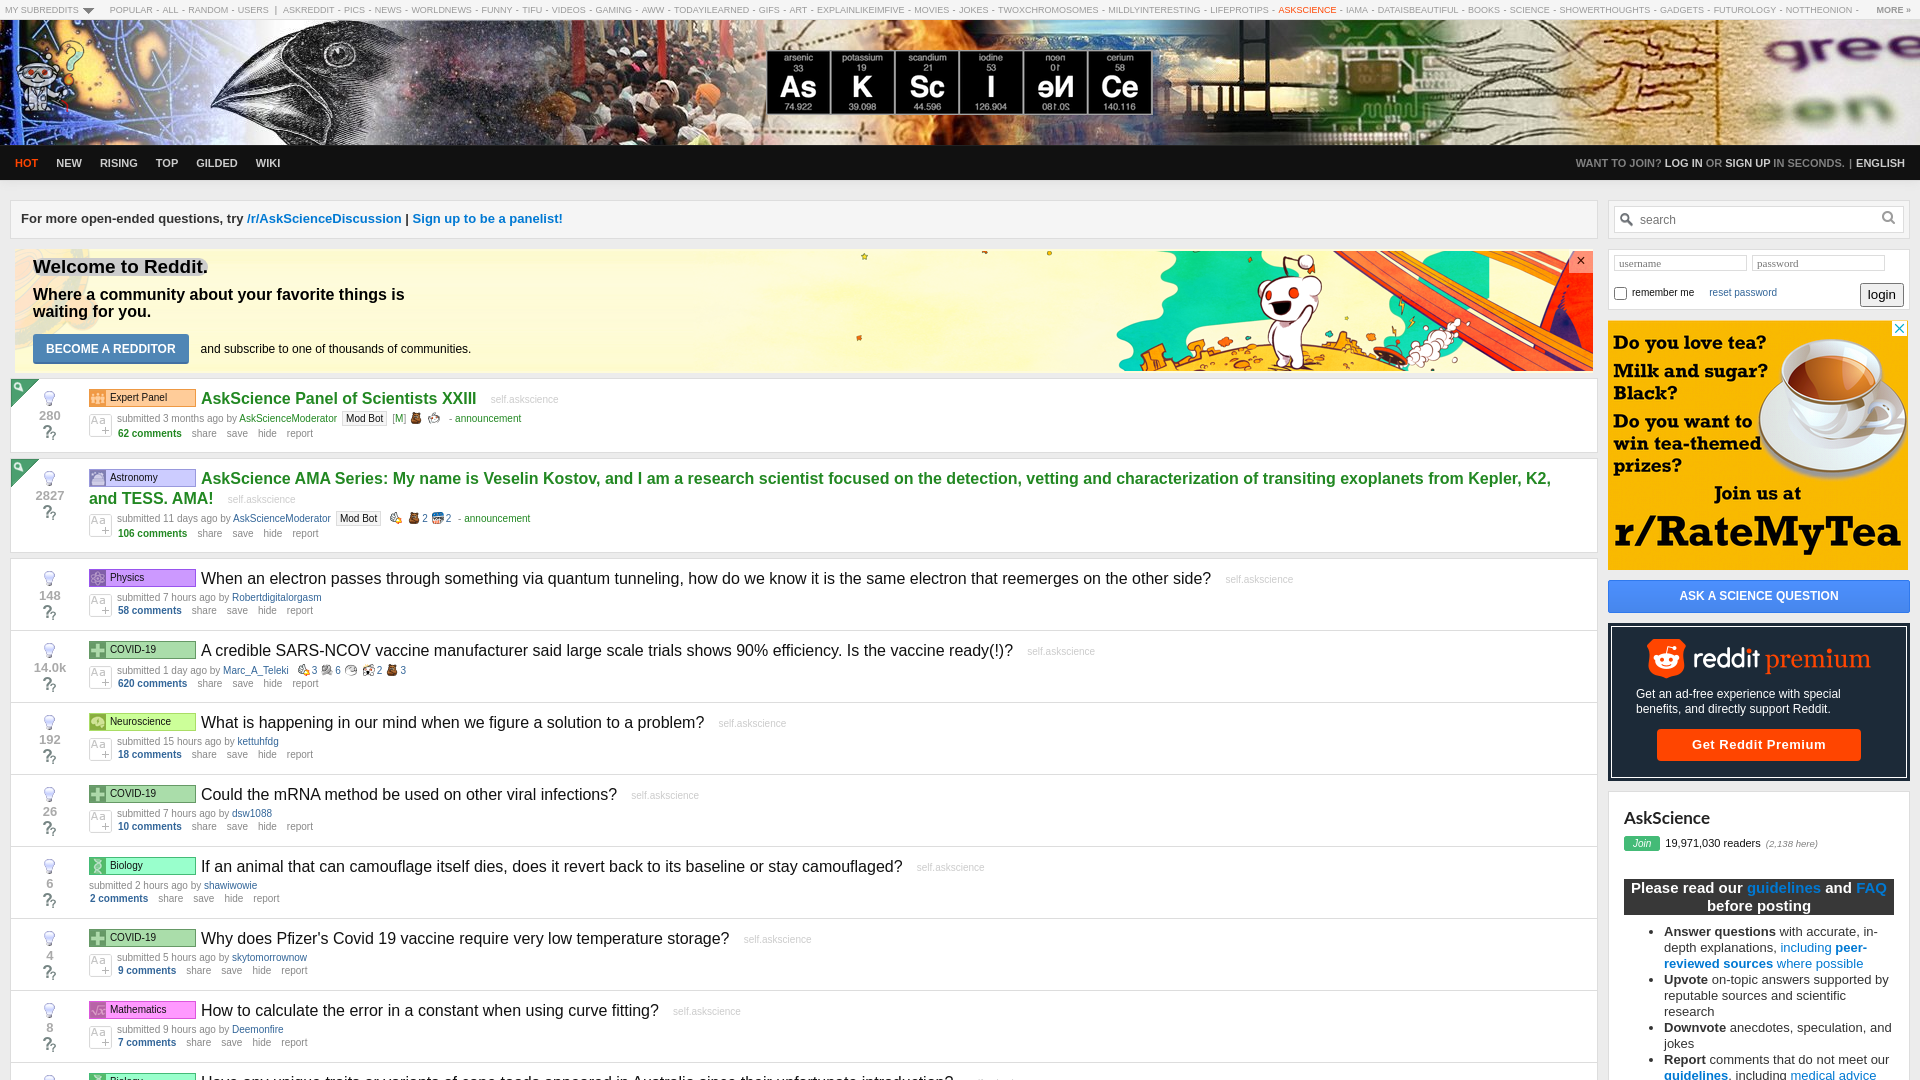 MY SUBREDDITS POPULAR - ALL - RANDOM - USERS | ASKREDDIT - PICS - NEWS - WORLDNEWS - FUNNY - TIFU - VIDEOS - GAMING - AWW - TODAYILEARNED - GIFS - ART - EXPLAINLIKEIMFIVE - MOVIES - JOKES - TWOXCHROMOSOMES - MILDLYINTERESTING - LIFEPROTIPS - ASKSCIENCE - IAMA - DATAISBEAUTIFUL - BOOKS - SCIENCE - SHOWERTHOUGHTS - GADGETS - FUTUROLOGY - NOTTHEONION - MORE »
arsenic potassium scandium iodine neon cerium
33 19 21 53 10 58
As K Sc I Ne Ce
74.922 39.098 44.596 126.904 20.180 140.116
gree
en
HOT NEW RISING TOP GILDED WIKI WANT TO JOIN? LOG IN OR SIGN UP IN SECONDS. | ENGLISH
For more open-ended questions, try /r/AskScienceDiscussion | Sign up to be a panelist!
Welcome to Reddit.
Where a community about your favorite things is
waiting for you.
BECOME A REDDITOR and subscribe to one of thousands of communities.
Expert Panel AskScience Panel of Scientists XXIII self.askscience
280
submitted 3 months ago by AskScienceModerator Mod Bot [M] - announcement
62 comments share save hide report
Astronomy AskScience AMA Series: My name is Veselin Kostov, and I am a research scientist focused on the detection, vetting and characterization of transiting exoplanets from Kepler, K2,
and TESS. AMA! self.askscience
2827
submitted 11 days ago by AskScienceModerator Mod Bot 2 2 - announcement
106 comments share save hide report
Physics When an electron passes through something via quantum tunneling, how do we know it is the same electron that reemerges on the other side? self.askscience
148
submitted 7 hours ago by Robertdigitalorgasm
58 comments share save hide report
COVID-19 A credible SARS-NCOV vaccine manufacturer said large scale trials shows 90% efficiency. Is the vaccine ready(!)? self.askscience
14.0k
submitted 1 day ago by Marc_A_Teleki 3 6 2 3
620 comments share save hide report
Neuroscience What is happening in our mind when we figure a solution to a problem? self.askscience
192
submitted 15 hours ago by kettuhfdg
18 comments share save hide report
COVID-19 Could the mRNA method be used on other viral infections? self.askscience
26
submitted 7 hours ago by dsw1088
10 comments share save hide report
Biology If an animal that can camouflage itself dies, does it revert back to its baseline or stay camouflaged? self.askscience
6
submitted 2 hours ago by shawiwowie
2 comments share save hide report
COVID-19 Why does Pfizer's Covid 19 vaccine require very low temperature storage? self.askscience
4
submitted 5 hours ago by skytomorrownow
9 comments share save hide report
Mathematics How to calculate the error in a constant when using curve fitting? self.askscience
8
submitted 9 hours ago by Deemonfire
7 comments share save hide report
search
username password
remember me reset password login
Do you love tea?
Milk and sugar?
Black?
Do you want to
win tea-themed
prizes?
Join us at
r/RateMyTea
ASK A SCIENCE QUESTION
reddit premium
Get an ad-free experience with special
benefits, and directly support Reddit.
Get Reddit Premium
AskScience
Join 19,971,030 readers (2,138 here)
Please read our guidelines and FAQ
before posting
Answer questions with accurate, in-
depth explanations, including peer-
reviewed sources where possible
Upvote on-topic answers supported by
reputable sources and scientific
research
Downvote anecdotes, speculation, and
jokes
Report comments that do not meet our
guidelines, including medical advice